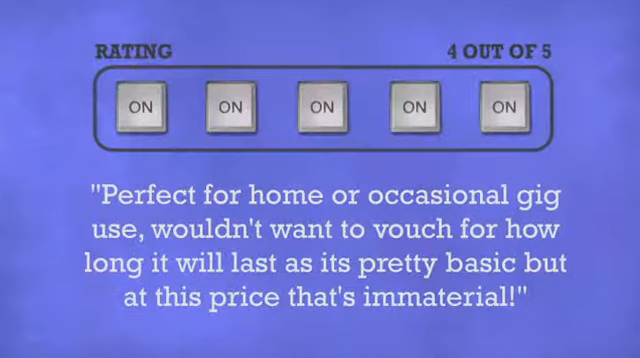 RATING 4 OUT OF 5
ON ON ON ON ON
"Perfect for home or occasional gig
use, wouldn't want to vouch for how
long it will last as its pretty basic but
at this price that's immaterial!"